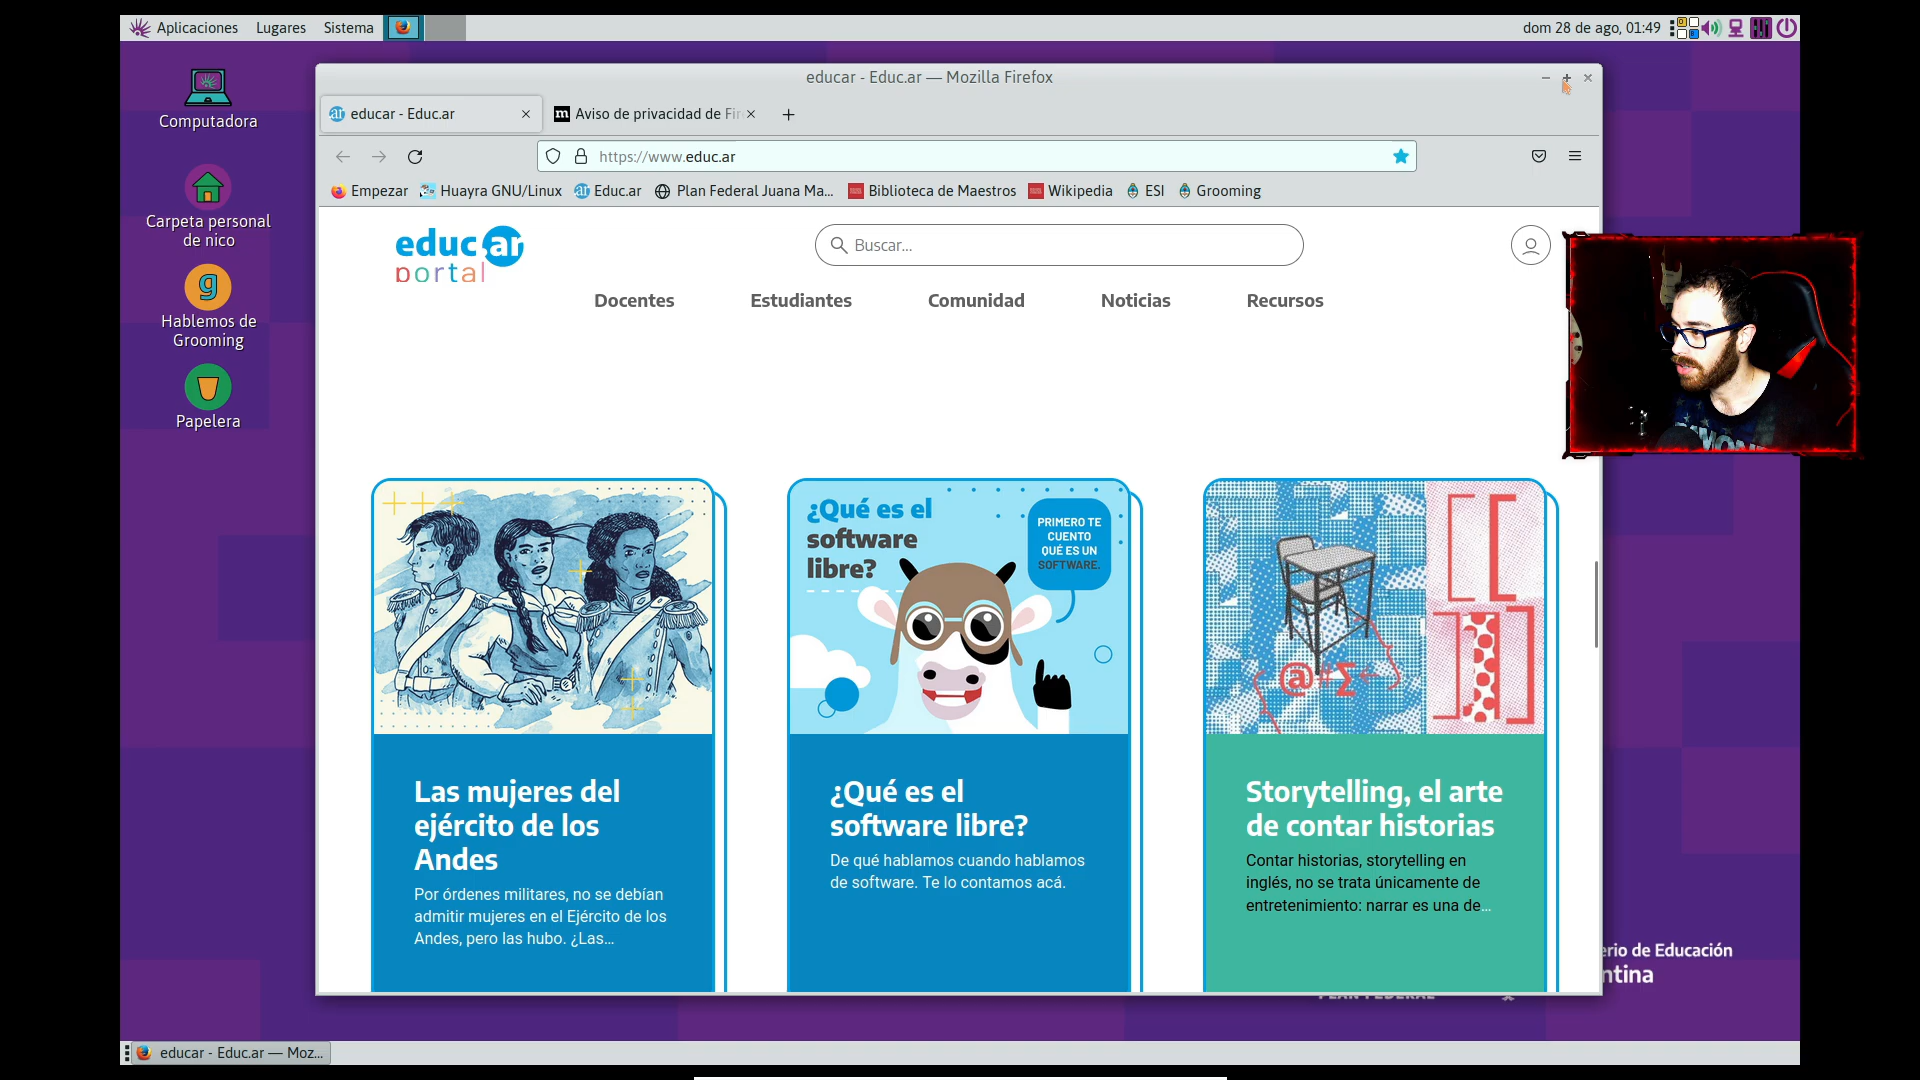 Aplicaciones Lugares Sistema
dom 28 de ago, 01:49
educar - Educ.ar — Mozilla Firefox
educar - Educ.ar
Aviso de privacidad de Fir
https://www.educ.ar
Empezar Huayra GNU/Linux Educ.ar Plan Federal Juana Ma... Biblioteca de Maestros Wikipedia ESI Grooming
Computadora
Carpeta personal
de nico
Hablemos de
Grooming
Papelera
educ.ar
portal
Buscar...
Docentes Estudiantes Comunidad Noticias Recursos
¿Qué es el
software
libre?
PRIMERO TE
CUENTO
QUÉ ES UN
SOFTWARE.
Las mujeres del
ejército de los
Andes
Por órdenes militares, no se debían
admitir mujeres en el Ejército de los
Andes, pero las hubo. ¿Las...
¿Qué es el
software libre?
De qué hablamos cuando hablamos
de software. Te lo contamos acá.
Storytelling, el arte
de contar historias
Contar historias, storytelling en
inglés, no se trata únicamente de
entretenimiento: narrar es una de...
erio de Educación
ntina
PLAN FEDERAL
educar - Educ.ar — Moz...